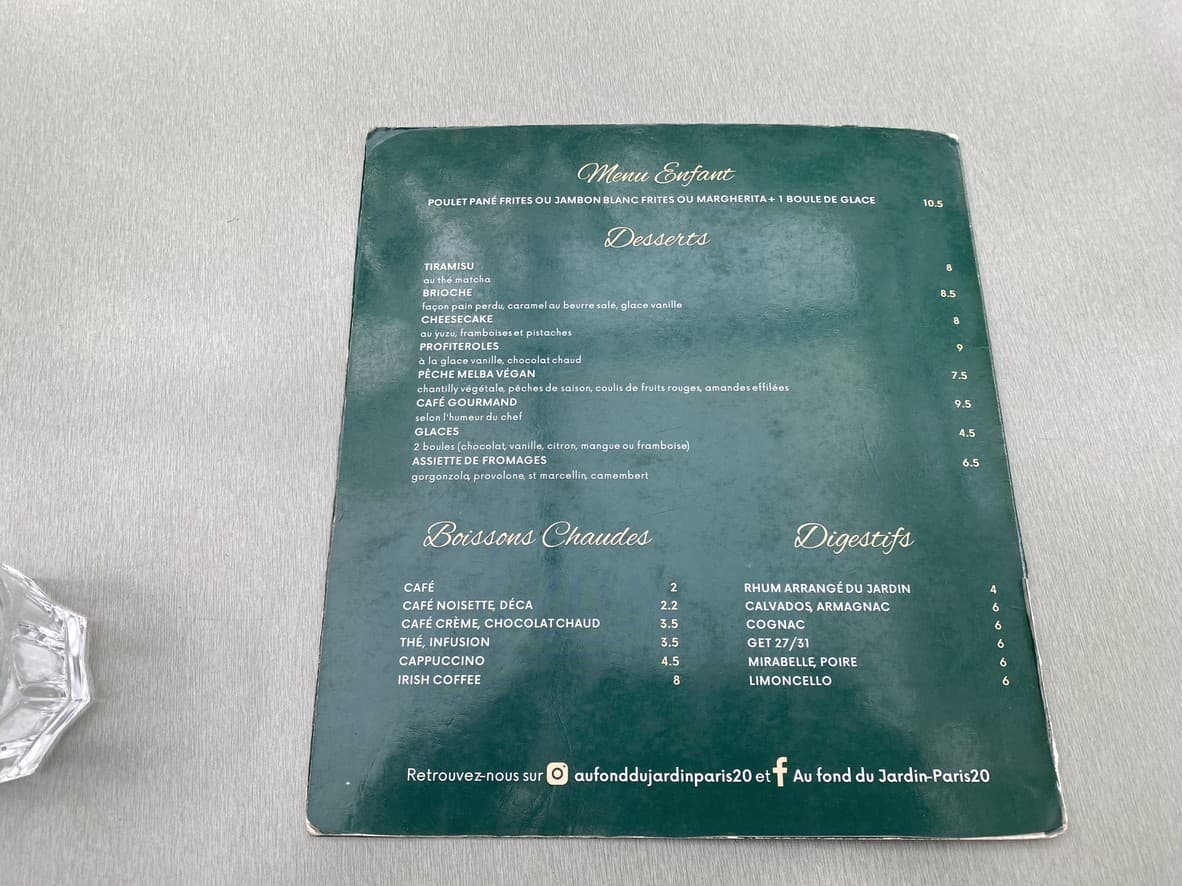 Menu Enfant
POULET PANÉ FRITES OU JAMBON BLANC FRITES OU MARGHERITA + 1 BOULE DE GLACE 10.5
Desserts
TIRAMISU 8
au thé matcha
BRIOCHE 8.5
façon pain perdu, caramel au beurre salé, glace vanille
CHEESECAKE 8
au yuzu, framboises et pistaches
PROFITEROLES 9
à la glace vanille, chocolat chaud
PÊCHE MELBA VÉGAN 7.5
chantilly végétale, pêches de saison, coulis de fruits rouges, amandes effilées
CAFÉ GOURMAND 9.5
selon l'humeur du chef
GLACES 4.5
2 boules (chocolat, vanille, citron, mangue ou framboise)
ASSIETTE DE FROMAGES 6.5
gorgonzola, provolone, st marcellin, camembert
Boissons Chaudes
CAFÉ 2
CAFÉ NOISETTE, DÉCA 2.2
CAFÉ CRÈME, CHOCOLAT CHAUD 3.5
THÉ, INFUSION 3.5
CAPPUCCINO 4.5
IRISH COFFEE 8
Digestifs
RHUM ARRANGÉ DU JARDIN 4
CALVADOS, ARMAGNAC 6
COGNAC 6
GET 27/31 6
MIRABELLE, POIRE 6
LIMONCELLO 6
Retrouvez-nous sur aufonddujardinparis20 et f Au fond du Jardin-Paris20